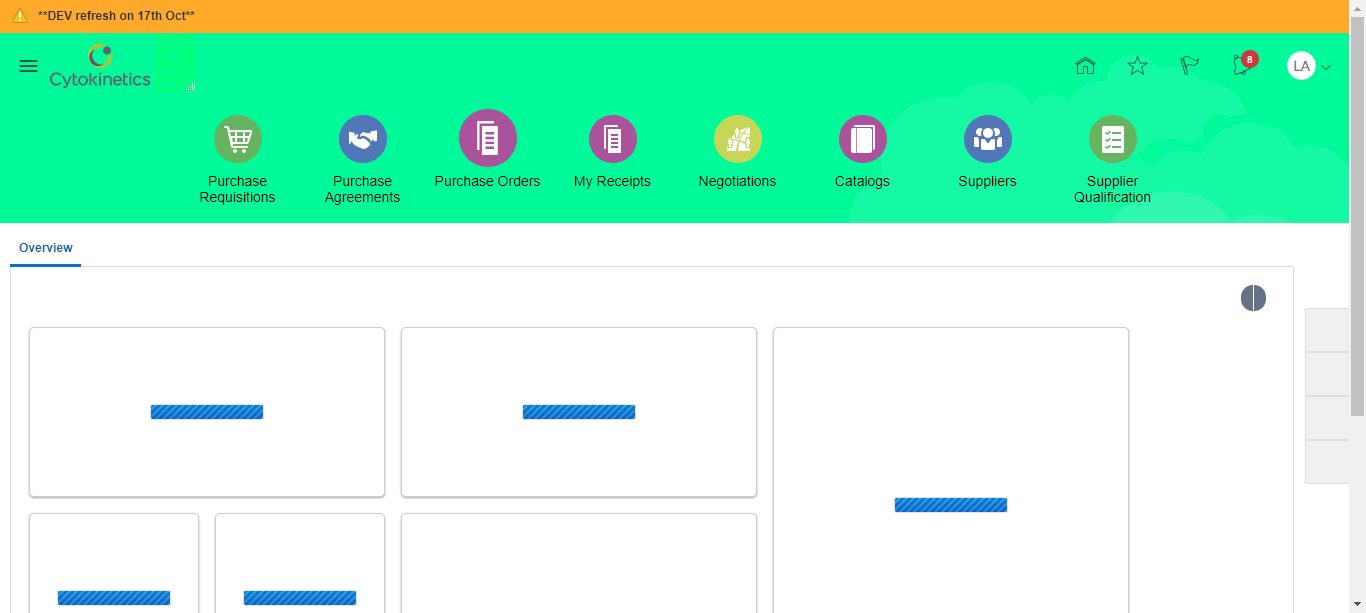 **DEV refresh on 17th Oct**
Cytokinetics
8
LA
Purchase
Requisitions
Purchase
Agreements
Purchase Orders
My Receipts
Negotiations
Catalogs
Suppliers
Supplier
Qualification
Overview